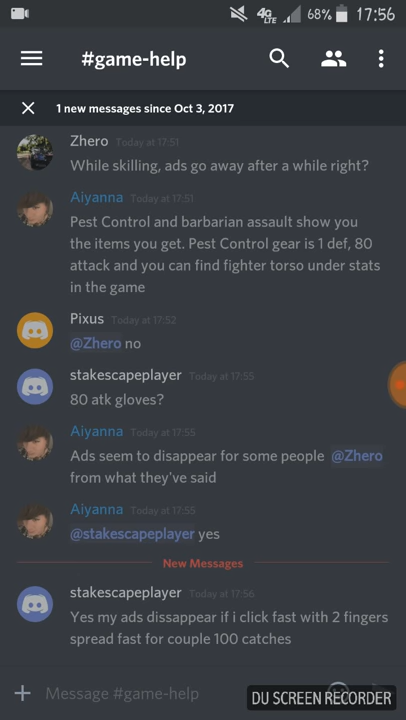 4G LTE 68% 17:56
#game-help
1 new messages since Oct 3, 2017
Zhero Today at 17:51
While skilling, ads go away after a while right?
Aiyanna Today at 17:51
Pest Control and barbarian assault show you
the items you get. Pest Control gear is 1 def, 80
attack and you can find fighter torso under stats
in the game
Pixus Today at 17:52
@Zhero no
stakescapeplayer Today at 17:55
80 atk gloves?
Aiyanna Today at 17:55
Ads seem to disappear for some people @Zhero
from what they've said
Aiyanna Today at 17:55
@stakescapeplayer yes
New Messages
stakescapeplayer Today at 17:56
Yes my ads dissappear if i click fast with 2 fingers
spread fast for couple 100 catches
Message #game-help
DU SCREEN RECORDER